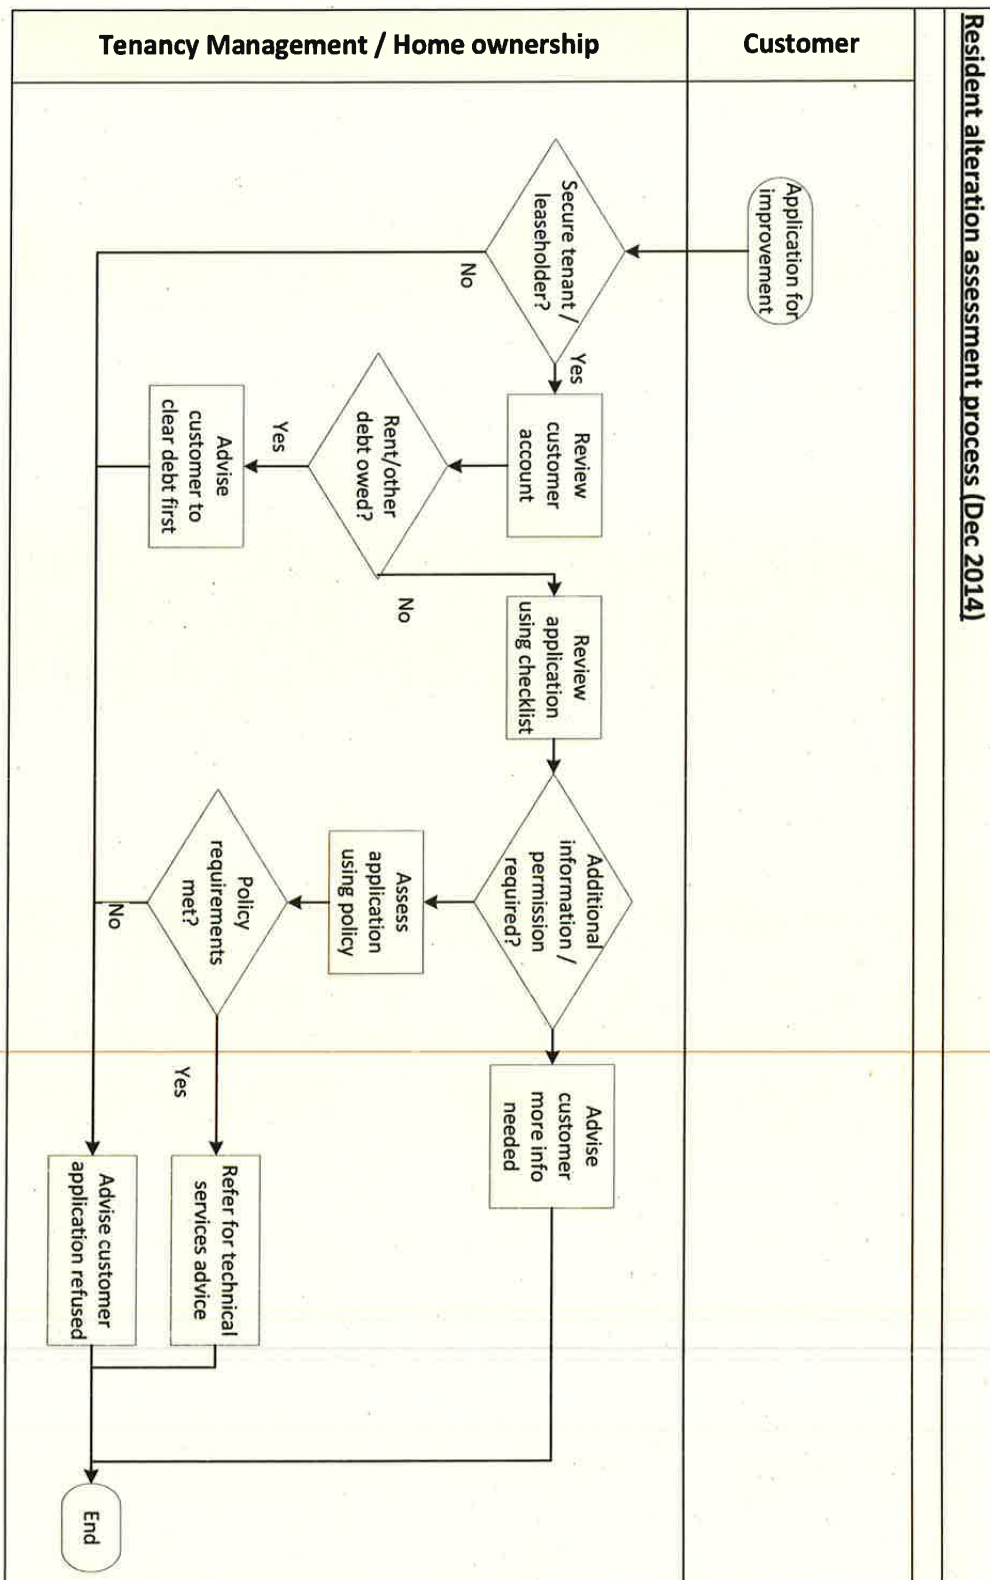 Resident alteration assessment process (Dec 2014)
Customer
Tenancy Management / Home ownership
Application for
improvement
Secure tenant /
leaseholder?
No
Yes
Review
customer
account
Rent/other
debt owed?
Yes
Advise
customer to
clear debt first
No
Review
application
using checklist
Additional
information /
permission
required?
Advise
customer
more info
needed
Assess
application
using policy
Policy
requirements
met?
No
Yes
Refer for technical
services advice
Advise customer
application refused
End